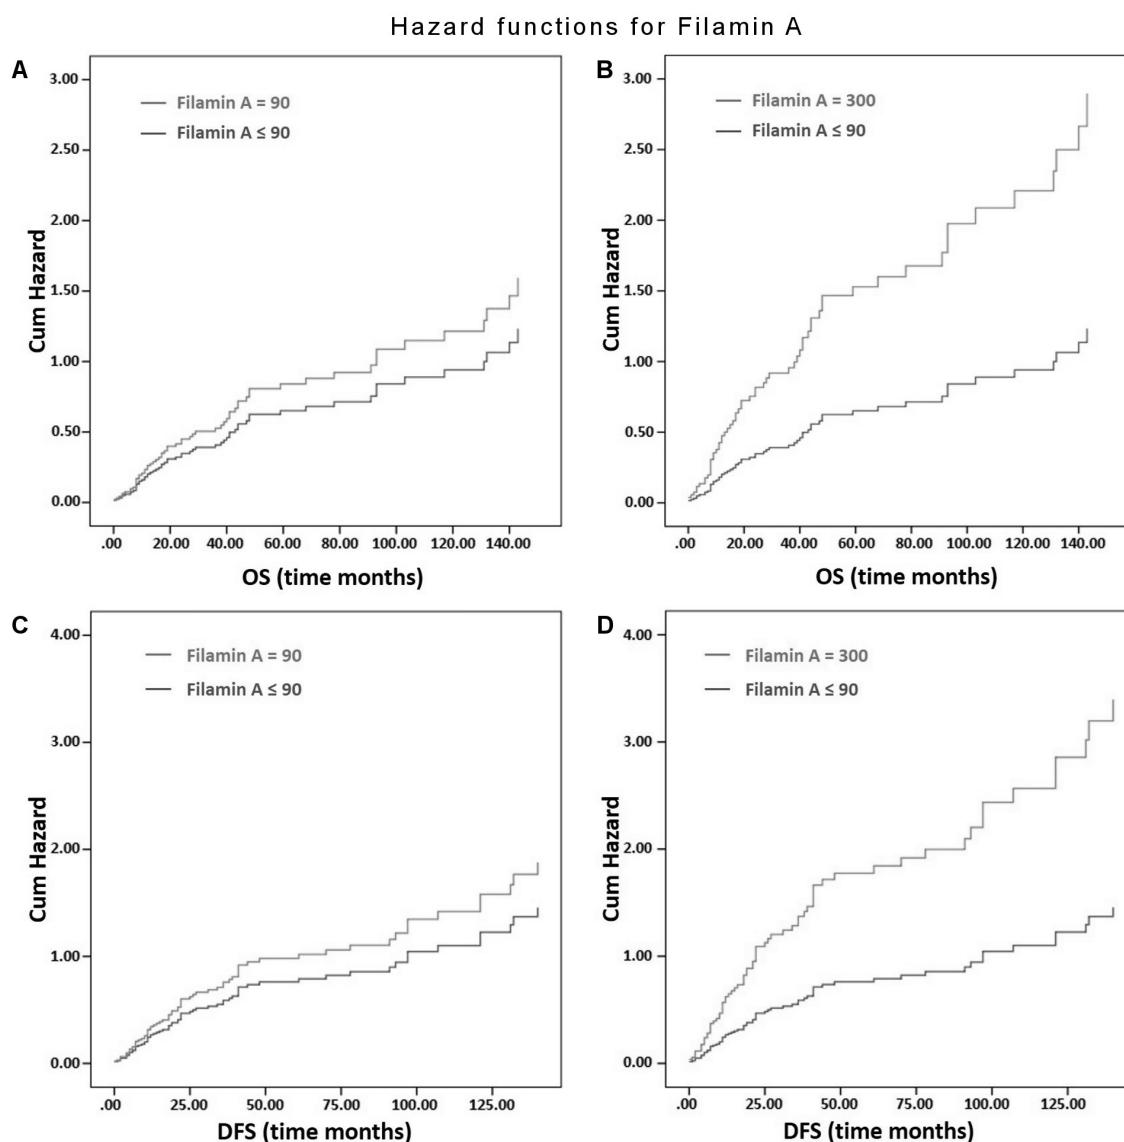 Hazard functions for Filamin A
A
Filamin A = 90
Filamin A ≤ 90
3.00
2.50
2.00
1.50
1.00
0.50
0.00
Cum Hazard
.00 20.00 40.00 60.00 80.00 100.00 120.00 140.00
OS (time months)
B
Filamin A = 300
Filamin A ≤ 90
3.00
2.50
2.00
1.50
1.00
0.50
0.00
Cum Hazard
.00 20.00 40.00 60.00 80.00 100.00 120.00 140.00
OS (time months)
C
Filamin A = 90
Filamin A ≤ 90
4.00
3.00
2.00
1.00
0.00
Cum Hazard
.00 25.00 50.00 75.00 100.00 125.00
DFS (time months)
D
Filamin A = 300
Filamin A ≤ 90
4.00
3.00
2.00
1.00
0.00
Cum Hazard
.00 25.00 50.00 75.00 100.00 125.00
DFS (time months)